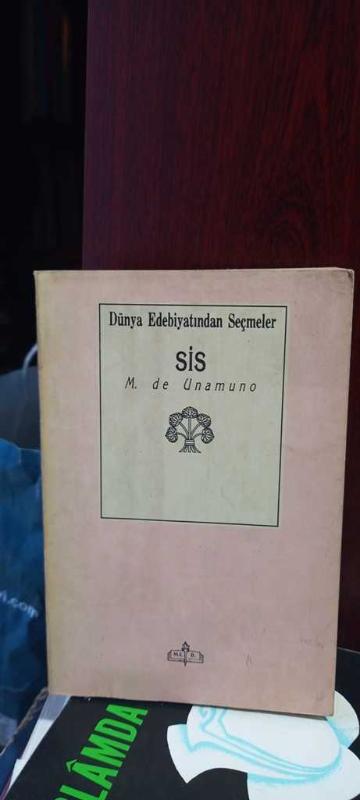 Dünya Edebiyatından Seçmeler
SİS
M. de Unamuno
LÂMDA